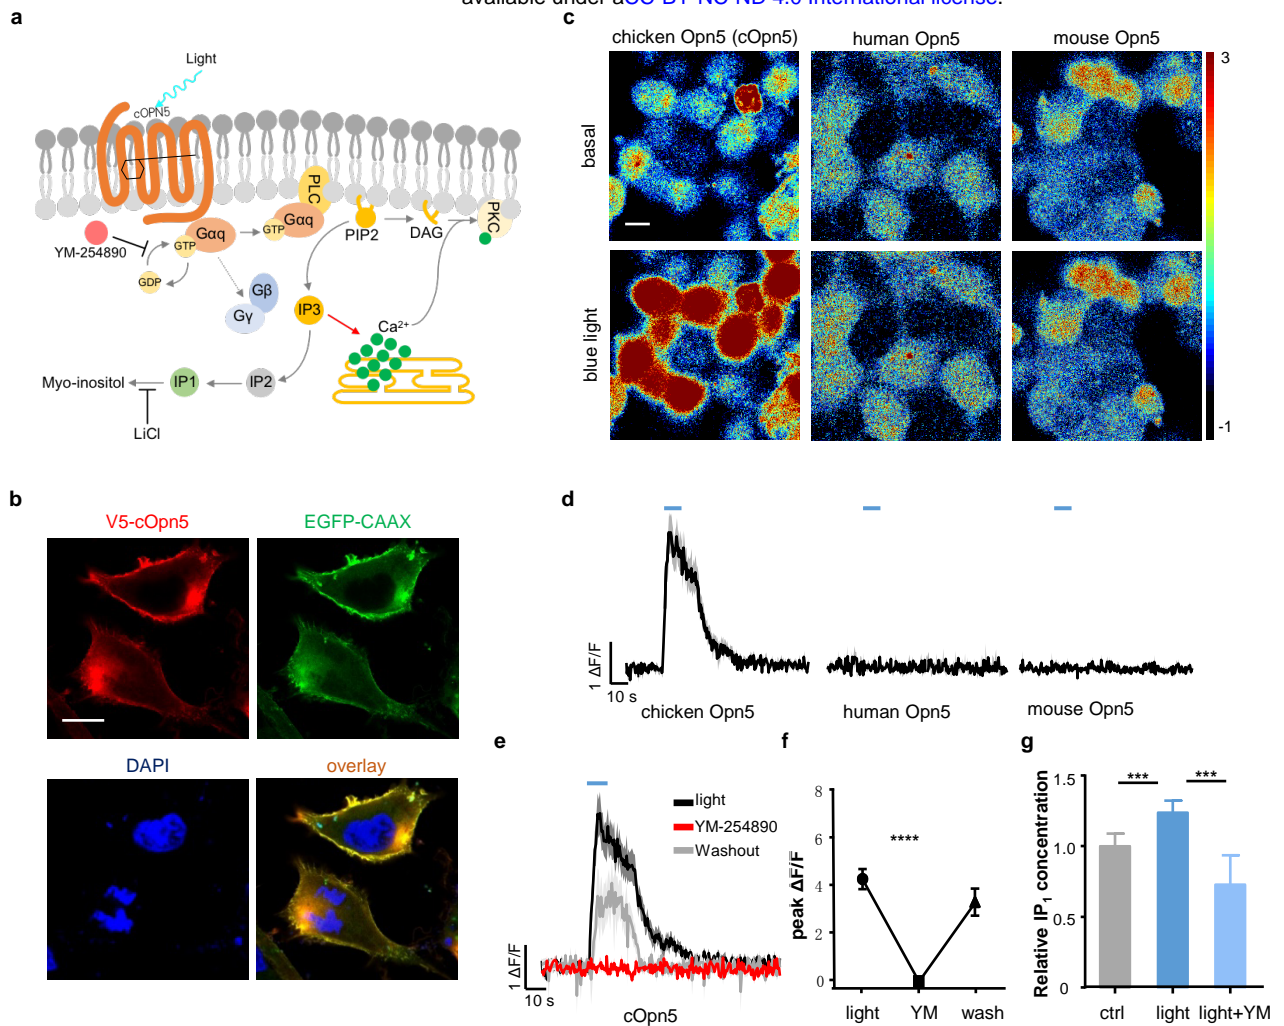 available under aCC-BY-NC-ND 4.0 International license.
a
Light
cOPN5
PLC
PKC
Gαq
GTP
Gαq
GTP
PIP2
DAG
YM-254890
GDP
Gβ
Gγ
IP3
Ca2+
Myo-inositol
IP1
IP2
LiCl
c
chicken Opn5 (cOpn5)
human Opn5
mouse Opn5
basal
blue light
3
-1
b
V5-cOpn5
EGFP-CAAX
DAPI
overlay
d
1 ΔF/F
10 s
chicken Opn5
human Opn5
mouse Opn5
e
light
YM-254890
Washout
1 ΔF/F
10 s
cOpn5
f
peak ΔF/F
8
6
4
2
0
****
light
YM
wash
g
Relative IP1 concentration
1.5
1.0
0.5
0
***
***
ctrl
light
light+YM